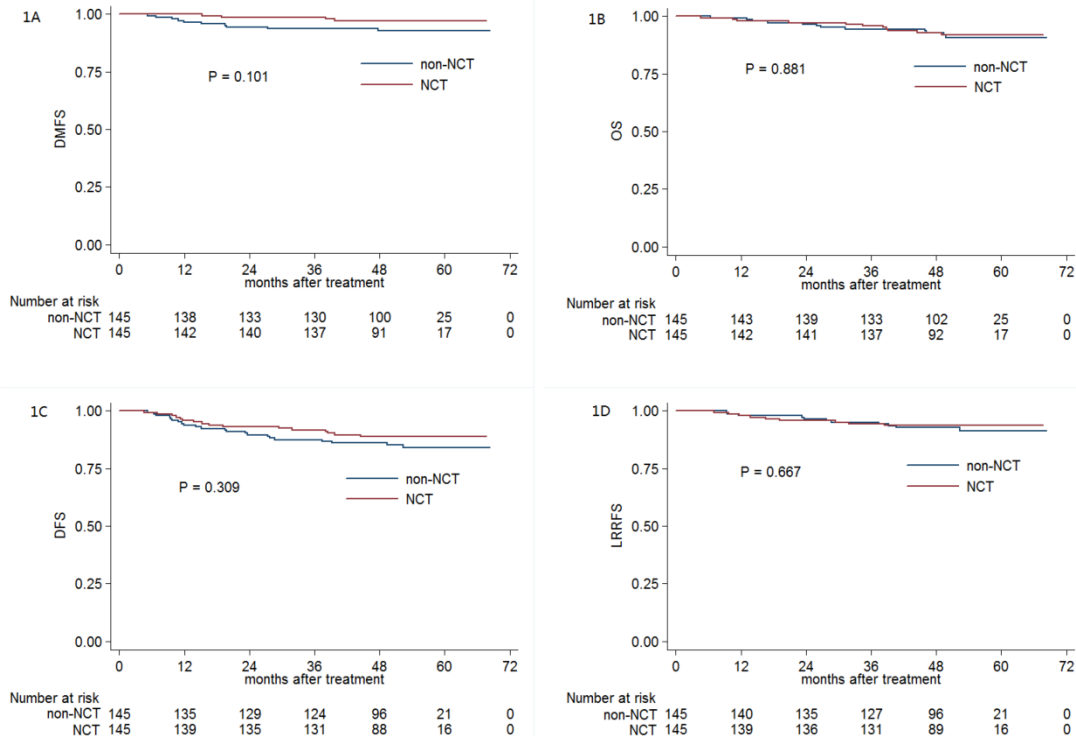 1A
1.00
0.75
0.50
0.25
0.00
DMFS
P = 0.101
non-NCT
NCT
0 12 24 36 48 60 72
months after treatment
Number at risk
non-NCT 145 138 133 130 100 25 0
NCT 145 142 140 137 91 17 0
1B
1.00
0.75
0.50
0.25
0.00
OS
P = 0.881
non-NCT
NCT
0 12 24 36 48 60 72
months after treatment
Number at risk
non-NCT 145 143 139 133 102 25 0
NCT 145 142 141 137 92 17 0
1C
1.00
0.75
0.50
0.25
0.00
DFS
P = 0.309
non-NCT
NCT
0 12 24 36 48 60 72
months after treatment
Number at risk
non-NCT 145 135 129 124 96 21 0
NCT 145 139 135 131 88 16 0
1D
1.00
0.75
0.50
0.25
0.00
LRRFS
P = 0.667
non-NCT
NCT
0 12 24 36 48 60 72
months after treatment
Number at risk
non-NCT 145 140 135 127 96 21 0
NCT 145 139 136 131 89 16 0